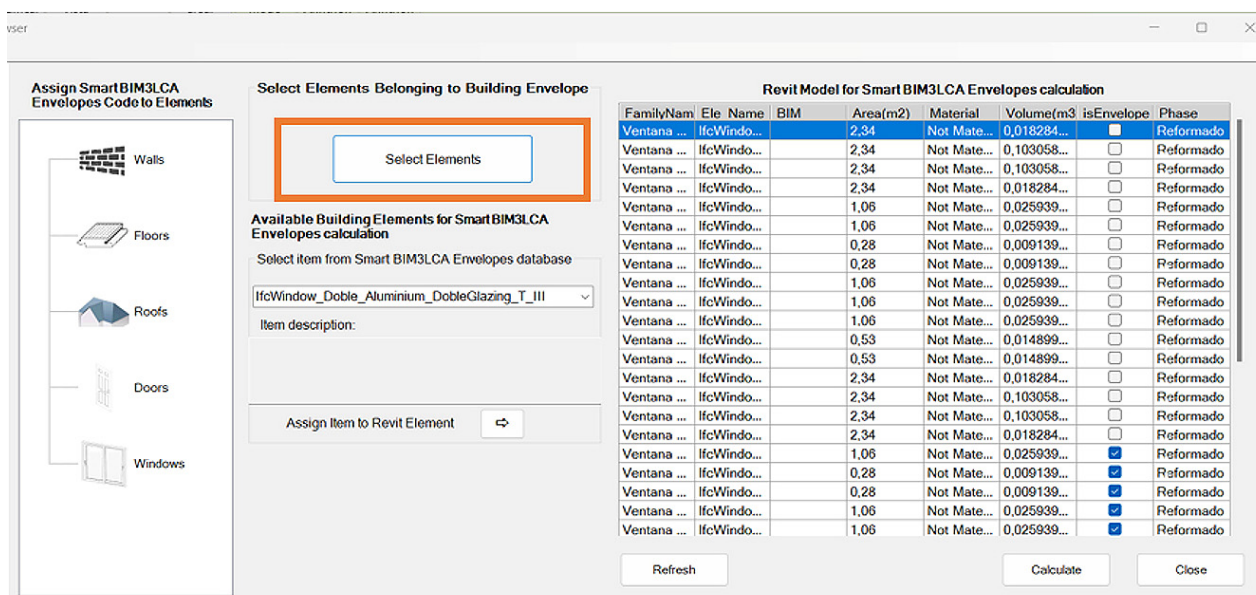 Assign SmartBIM3LCA
Envelopes Code to Elements
Walls
Floors
Roofs
Doors
Windows
Select Elements Belonging to Building Envelope
Select Elements
Available Building Elements for SmartBIM3LCA
Envelopes calculation
Select item from Smart BIM3LCA Envelopes database
IfcWindow_Doble_Aluminium_DobleGlazing_T_III
Item description:
Assign Item to Revit Element
Revit Model for Smart BIM3LCA Envelopes calculation
FamilyNam Ele_Name BIM Area(m2) Material Volume(m3 isEnvelope Phase
Ventana ... IfcWindo... 2,34 Not Mate... 0,018284... Reformado
Ventana ... IfcWindo... 2,34 Not Mate... 0,103058... Reformado
Ventana ... IfcWindo... 2,34 Not Mate... 0,103058... Reformado
Ventana ... IfcWindo... 2,34 Not Mate... 0,018284... Reformado
Ventana ... IfcWindo... 1,06 Not Mate... 0,025939... Reformado
Ventana ... IfcWindo... 1,06 Not Mate... 0,025939... Reformado
Ventana ... IfcWindo... 0,28 Not Mate... 0,009139... Reformado
Ventana ... IfcWindo... 0,28 Not Mate... 0,009139... Reformado
Ventana ... IfcWindo... 1,06 Not Mate... 0,025939... Reformado
Ventana ... IfcWindo... 1,06 Not Mate... 0,025939... Reformado
Ventana ... IfcWindo... 1,06 Not Mate... 0,025939... Reformado
Ventana ... IfcWindo... 0,53 Not Mate... 0,014899... Reformado
Ventana ... IfcWindo... 0,53 Not Mate... 0,014899... Reformado
Ventana ... IfcWindo... 2,34 Not Mate... 0,018284... Reformado
Ventana ... IfcWindo... 2,34 Not Mate... 0,103058... Reformado
Ventana ... IfcWindo... 2,34 Not Mate... 0,103058... Reformado
Ventana ... IfcWindo... 2,34 Not Mate... 0,018284... Reformado
Ventana ... IfcWindo... 1,06 Not Mate... 0,025939... Reformado
Ventana ... IfcWindo... 0,28 Not Mate... 0,009139... Reformado
Ventana ... IfcWindo... 0,28 Not Mate... 0,009139... Reformado
Ventana ... IfcWindo... 1,06 Not Mate... 0,025939... Reformado
Ventana ... IfcWindo... 1,06 Not Mate... 0,025939... Reformado
Refresh
Calculate
Close